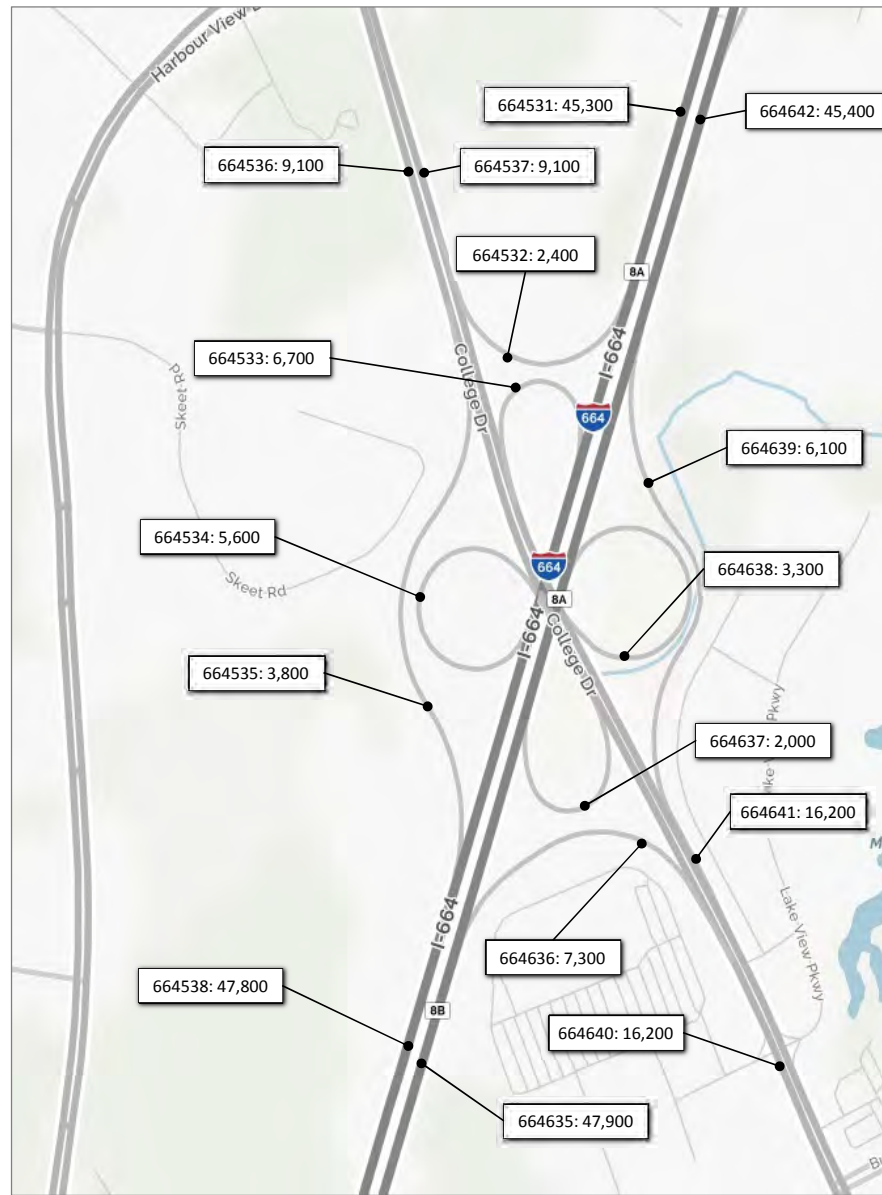 Harbour View
664531: 45,300
664642: 45,400
664536: 9,100
664537: 9,100
664532: 2,400
8A
I-664
664533: 6,700
College Dr
Skeet Rd
664
664639: 6,100
664534: 5,600
664
664638: 3,300
Skeet Rd
8A
I-664
College Dr
664535: 3,800
Pkwy
664637: 2,000
664641: 16,200
M
I-664
Lake View Pkwy
664636: 7,300
664538: 47,800
8B
664640: 16,200
664635: 47,900